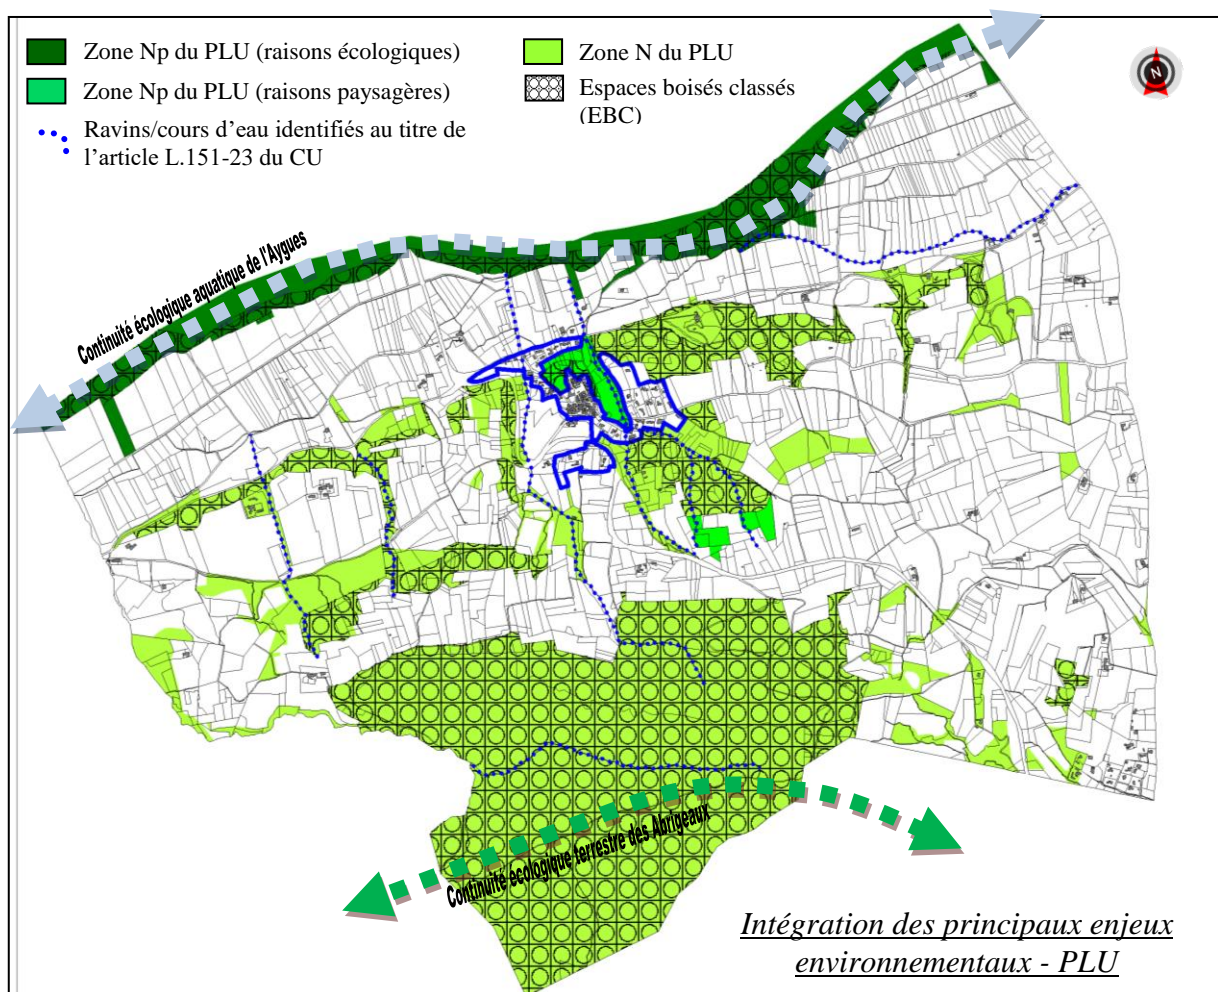 Zone Np du PLU (raisons écologiques)
Zone Np du PLU (raisons paysagères)
Ravins/cours d'eau identifiés au titre de
l'article L.151-23 du CU
Zone N du PLU
Espaces boisés classés
(EBC)
N
Continuité écologique aquatique de l'Aygues
Continuité écologique terrestre des Abrigeaux
Intégration des principaux enjeux
environnementaux - PLU